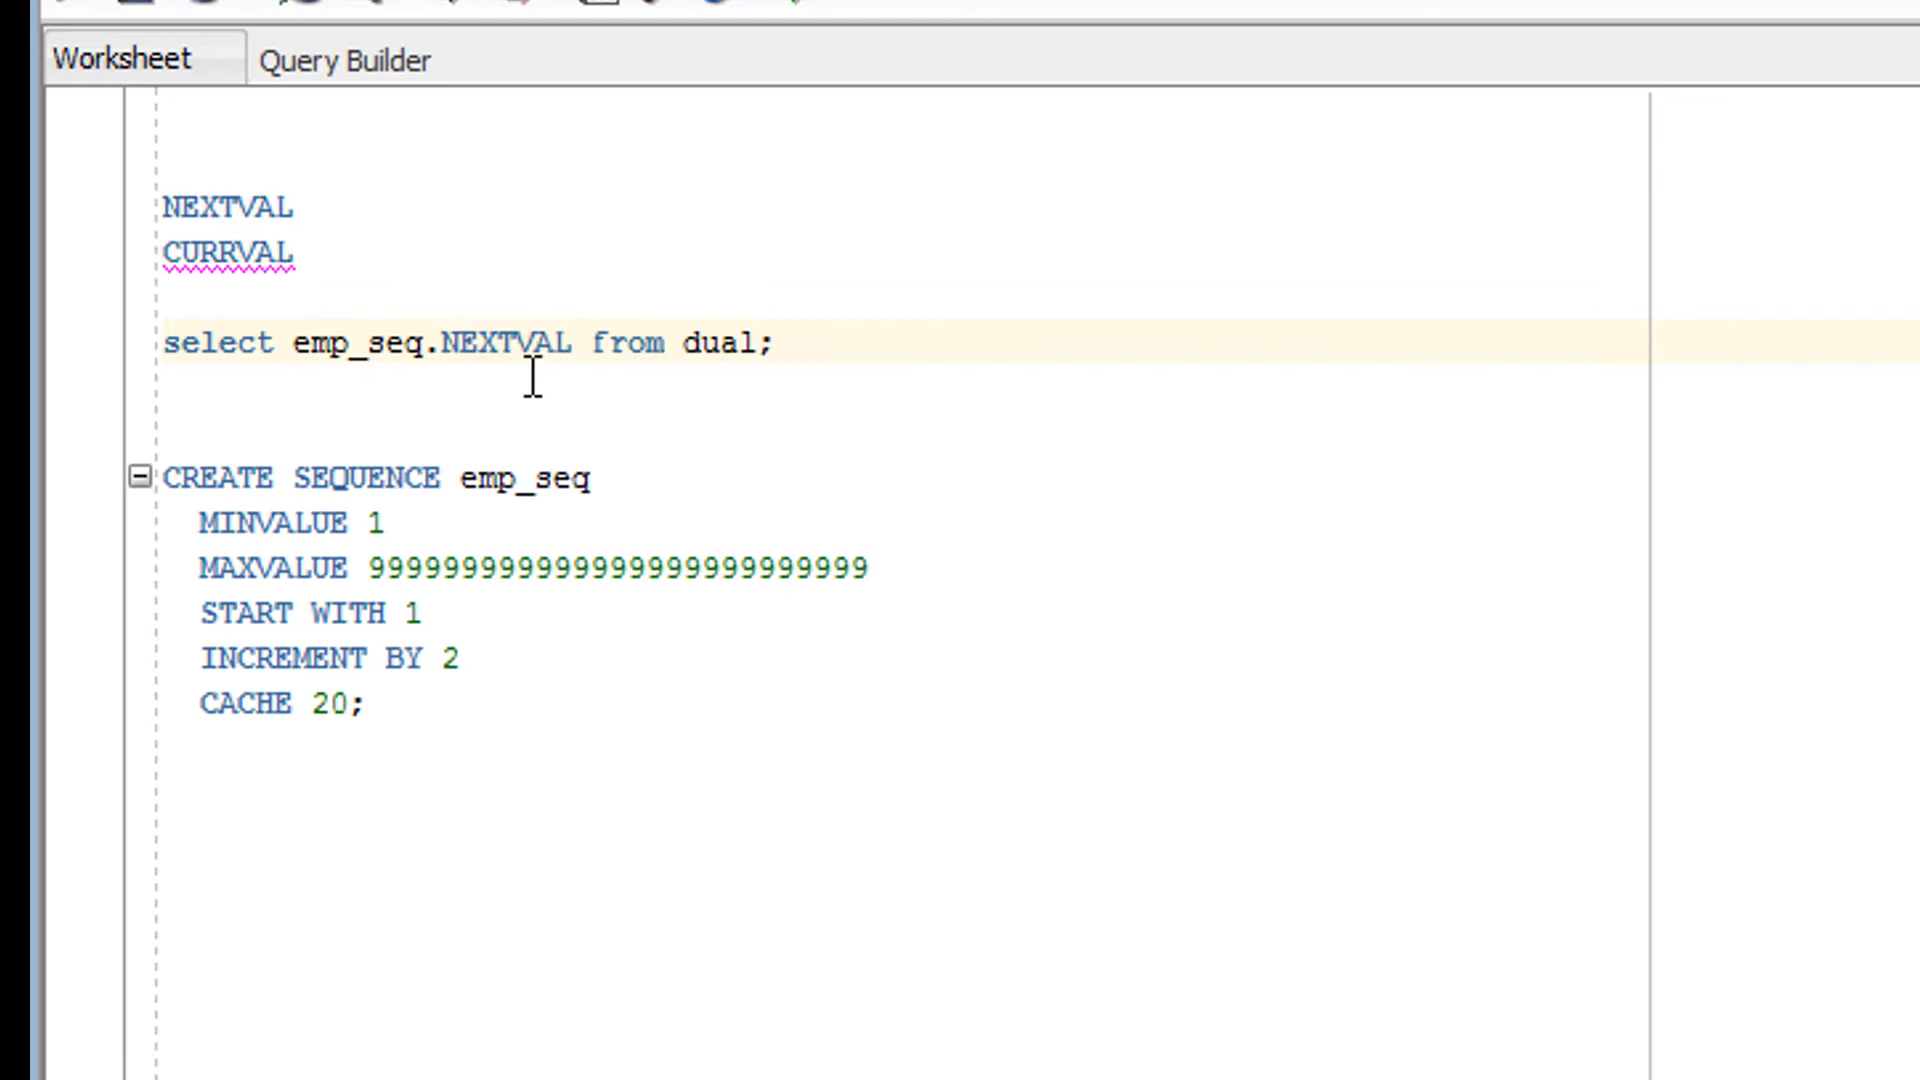 Worksheet
Query Builder
NEXTVAL
CURRVAL
select emp_seq.NEXTVAL from dual;
CREATE SEQUENCE emp_seq
MINVALUE 1
MAXVALUE 999999999999999999999999999
START WITH 1
INCREMENT BY 2
CACHE 20;